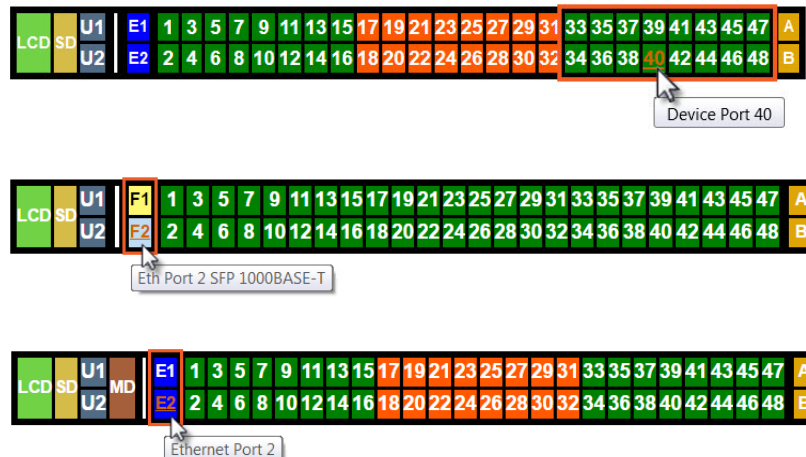 LCD SD U1 E1 1 3 5 7 9 11 13 15 17 19 21 23 25 27 29 31 33 35 37 39 41 43 45 47 A
U2 E2 2 4 6 8 10 12 14 16 18 20 22 24 26 28 30 32 34 36 38 40 42 44 46 48 B
Device Port 40
LCD SD U1 F1 1 3 5 7 9 11 13 15 17 19 21 23 25 27 29 31 33 35 37 39 41 43 45 47 A
U2 F2 2 4 6 8 10 12 14 16 18 20 22 24 26 28 30 32 34 36 38 40 42 44 46 48 B
Eth Port 2 SFP 1000BASE-T
LCD SD U1 MD E1 1 3 5 7 9 11 13 15 17 19 21 23 25 27 29 31 33 35 37 39 41 43 45 47 A
U2 E2 2 4 6 8 10 12 14 16 18 20 22 24 26 28 30 32 34 36 38 40 42 44 46 48 B
Ethernet Port 2